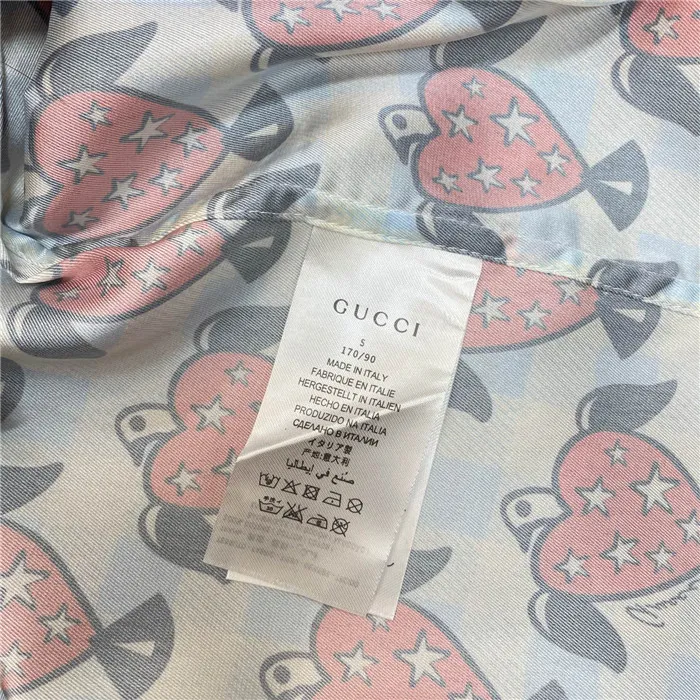 GUCCI
S
170/90
MADE IN ITALY
FABRIQUÉ EN ITALIE
HERGESTELLT IN ITALIEN
HECHO EN ITALIA
PRODUZIDO NA ITALIA
СДЕЛАНО В ИТАЛИИ
イタリア製
产地:意大利
صنع في إيطاليا